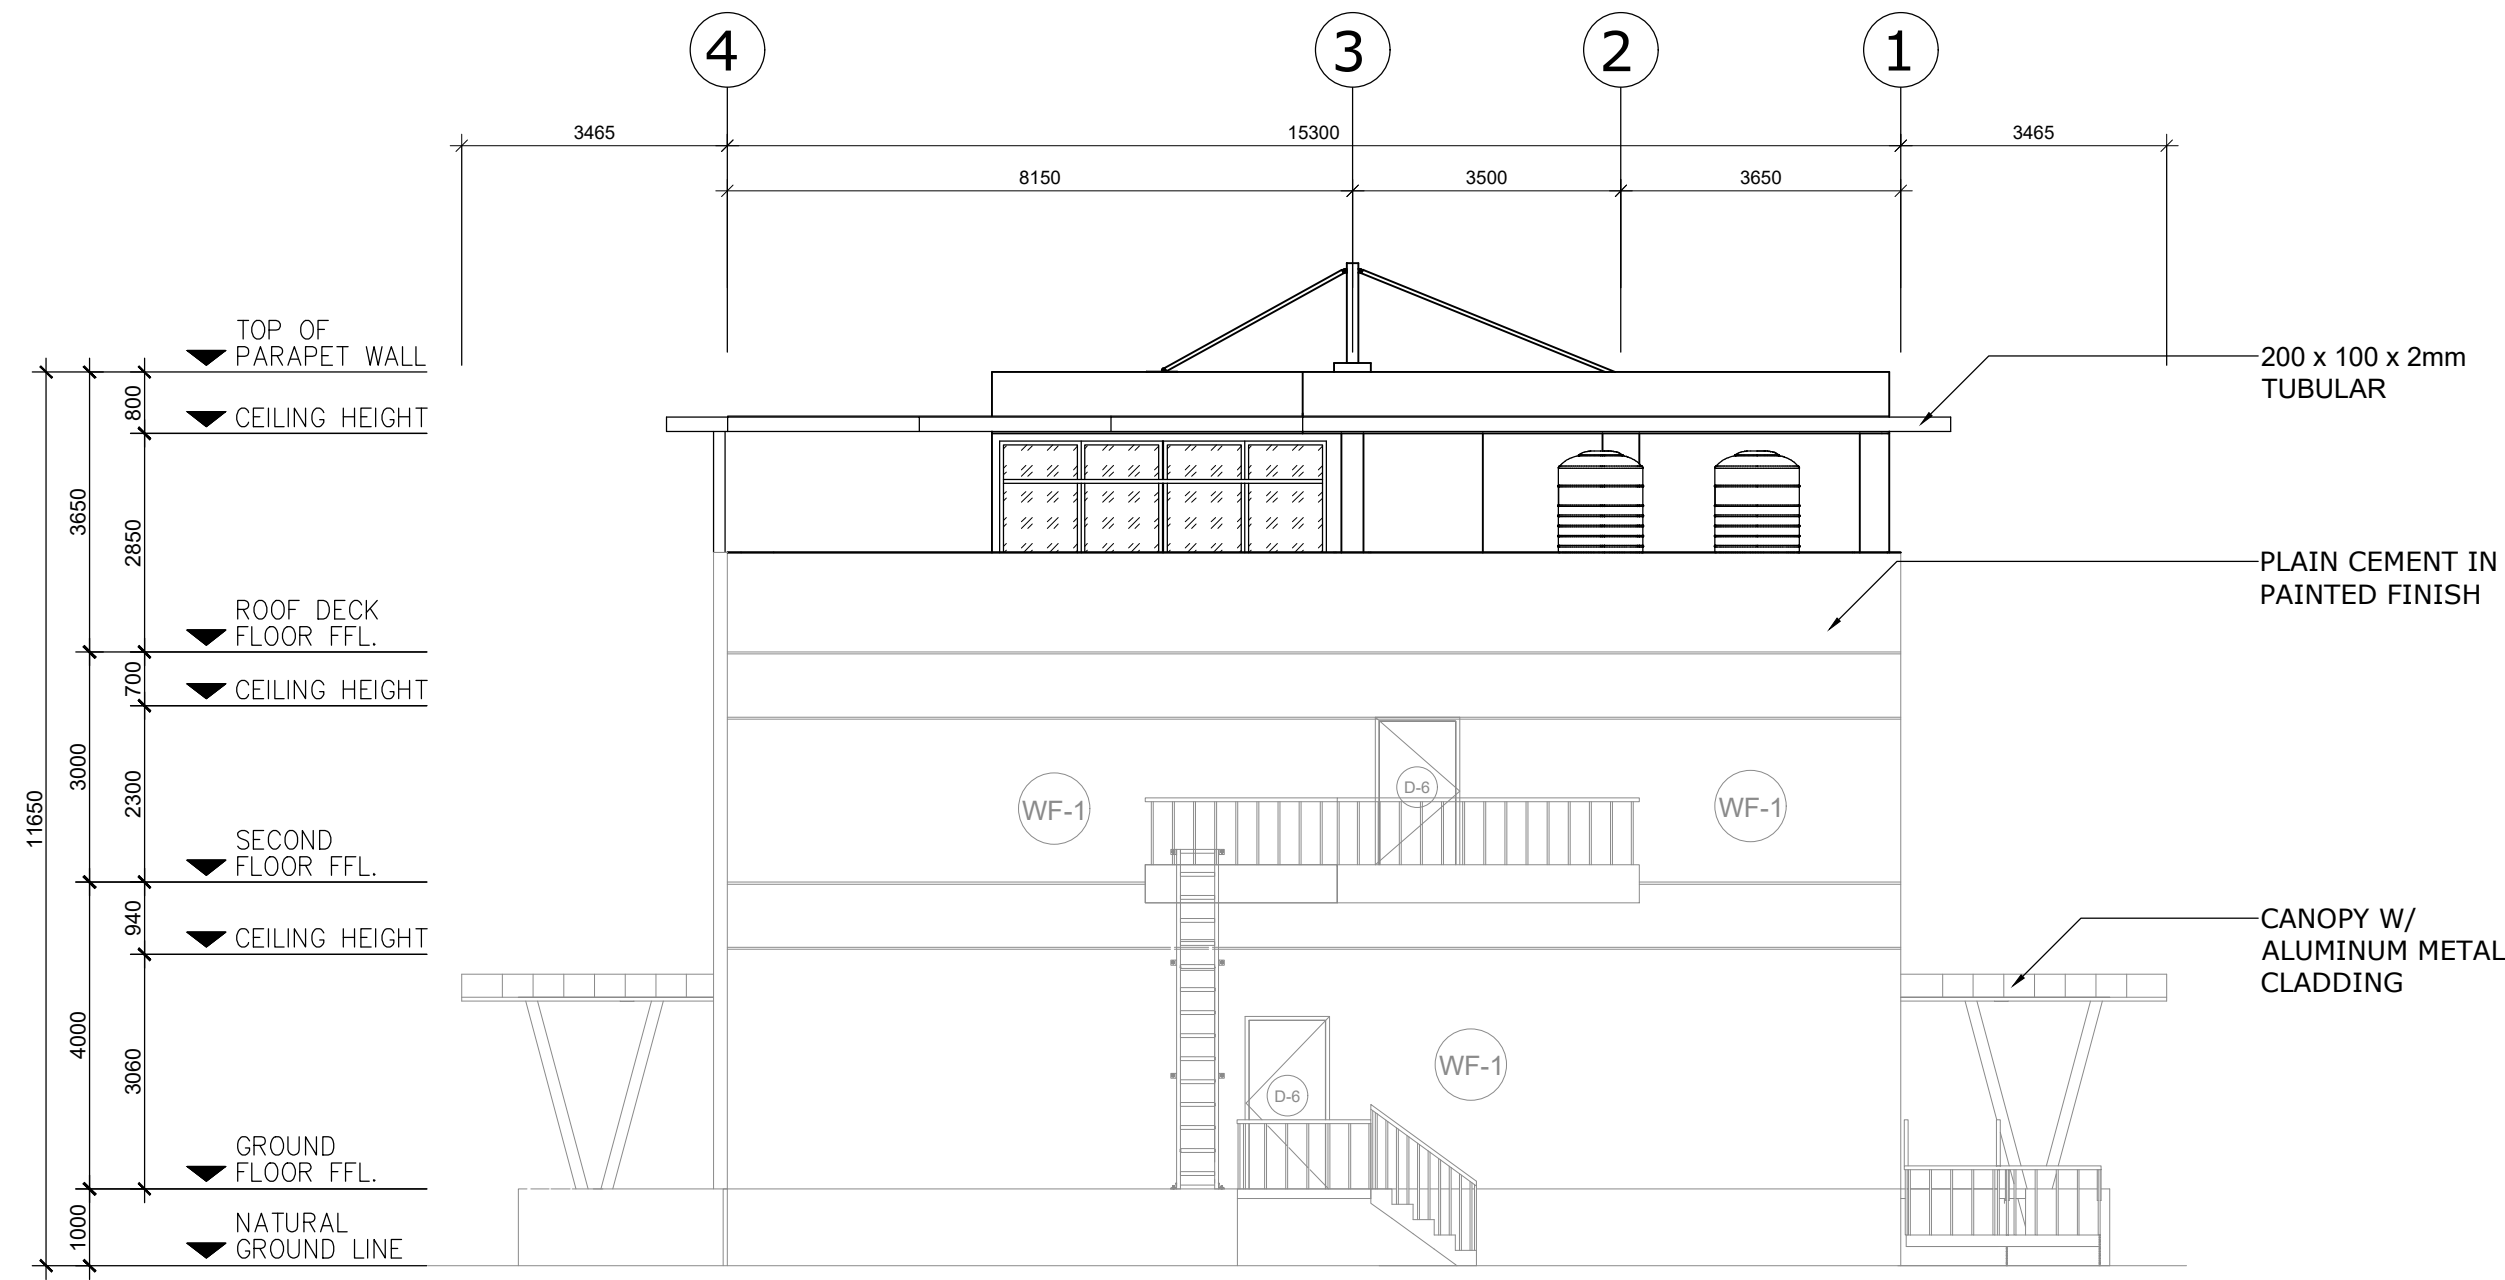 4 3 2 1
3465 15300 3465
8150 3500 3650
TOP OF
PARAPET WALL
200 x 100 x 2mm
TUBULAR
800
CEILING HEIGHT
3650
2850
PLAIN CEMENT IN
PAINTED FINISH
ROOF DECK
FLOOR FFL.
700
CEILING HEIGHT
3000
2300
11650
WF-1
D-6
WF-1
SECOND
FLOOR FFL.
940
CEILING HEIGHT
CANOPY W/
ALUMINUM METAL
CLADDING
4000
3060
WF-1
D-6
GROUND
FLOOR FFL.
1000
NATURAL
GROUND LINE